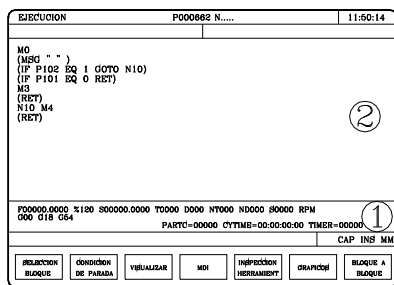 EJECUCION P000662 N..... 11:50:14
M0
(MSG " " )
(IF P102 EQ 1 GOTO N10)
(IF P101 EQ 0 RET)
M3
(RET)
N10 M4
(RET)
2
F00000.0000 %120 S00000.0000 T0000 D000 NT000 ND000 S0000 RPM
G00 G18 G54
PARTC=00000 CYTIME=00:00:00:00 TIMER=00000
1
CAP INS MM
SELECCION BLOQUE
CONDICION DE PARADA
VISUALIZAR
MDI
INSPECCION HERRAMIENT
GRAFICOS
BLOQUE A BLOQUE